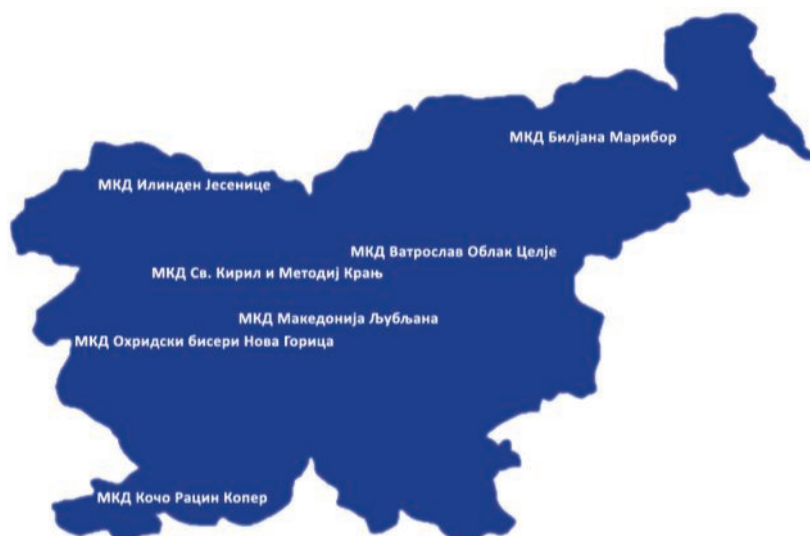 МКД Билјана Марибор
МКД Илинден Јесенице
МКД Ватрослав Облак Целје
МКД Св. Кирил и Методиј Крањ
МКД Македонија Љубљана
МКД Охридски бисери Нова Горица
МКД Кочо Рацин Копер